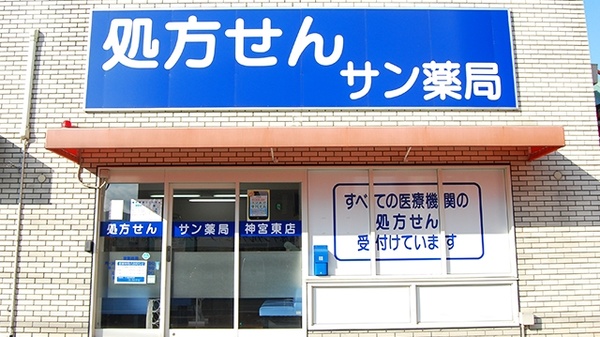 処方せん
サン薬局
処方せん サン薬局 神宮東店
すべての医療機関の
処方せん
受付けています